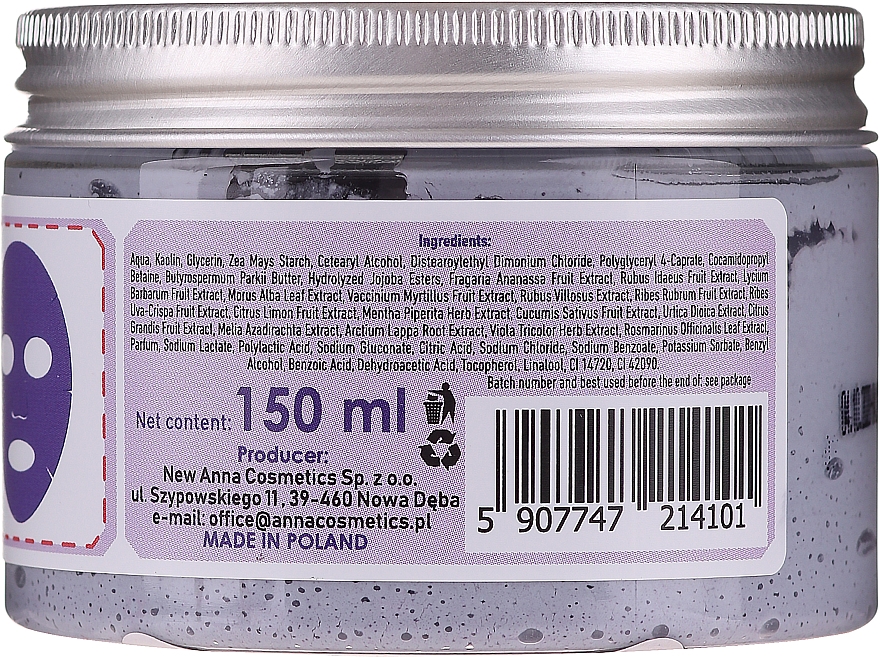 Ingredients:
Aqua, Kaolin, Glycerin, Zea Mays Starch, Cetearyl Alcohol, Distearoylethyl Dimonium Chloride, Polyglyceryl 4-Caprate, Cocamidopropyl
Betaine, Butyrospermum Parkii Butter, Hydrolyzed Jojoba Esters, Fragaria Ananassa Fruit Extract, Rubus Idaeus Fruit Extract, Lycium
Barbarum Fruit Extract, Morus Alba Leaf Extract, Vaccinium Myrtillus Fruit Extract, Rubus Villosus Extract, Ribes Rubrum Fruit Extract, Ribes
Uva-Crispa Fruit Extract, Citrus Limon Fruit Extract, Mentha Piperita Herb Extract, Cucumis Sativus Fruit Extract, Urtica Dioica Extract, Citrus
Grandis Fruit Extract, Melia Azadirachta Extract, Arctium Lappa Root Extract, Viola Tricolor Herb Extract, Rosmarinus Officinalis Leaf Extract,
Parfum, Sodium Lactate, Polylactic Acid, Sodium Gluconate, Citric Acid, Sodium Chloride, Sodium Benzoate, Potassium Sorbale, Benzyl
Alcohol, Benzoic Acid, Dehydroacetic Acid, Tocopherol, Linalool, CI 14720, CI 42090.
Batch number and best used before the end of: see package
Net content: 150 ml
Producer:
New Anna Cosmetics Sp. z o.o.
ul. Szypowskiego 11, 39-460 Nowa Dęba
e-mail: office@annacosmetics.pl
MADE IN POLAND
5 907747 214101